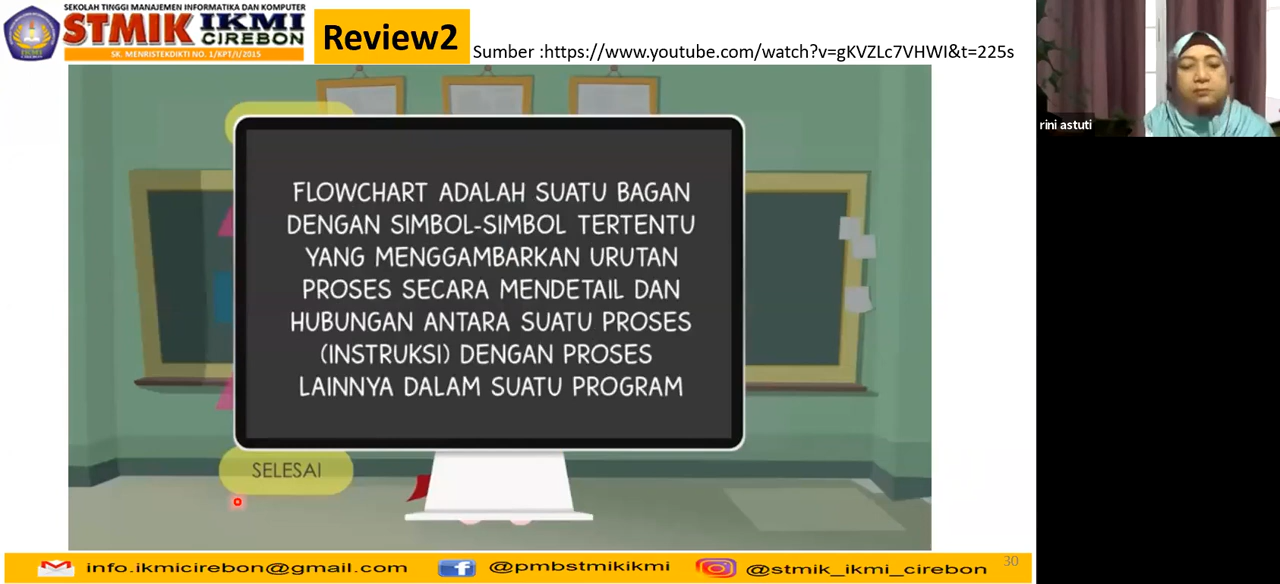 SEKOLAH TINGGI MANAJEMEN INFORMATIKA DAN KOMPUTER
STMIK IKMI
CIREBON
SK. MENRISTEKDIKTI NO. 1/KPT/I/2015
Review2
Sumber :https://www.youtube.com/watch?v=gKVZLc7VHWI&t=225s
rini astuti
FLOWCHART ADALAH SUATU BAGAN
DENGAN SIMBOL-SIMBOL TERTENTU
YANG MENGGAMBARKAN URUTAN
PROSES SECARA MENDETAIL DAN
HUBUNGAN ANTARA SUATU PROSES
(INSTRUKSI) DENGAN PROSES
LAINNYA DALAM SUATU PROGRAM
SELESAI
info.ikmicirebon@gmail.com
@pmbstmikikmi
@stmik_ikmi_cirebon
30